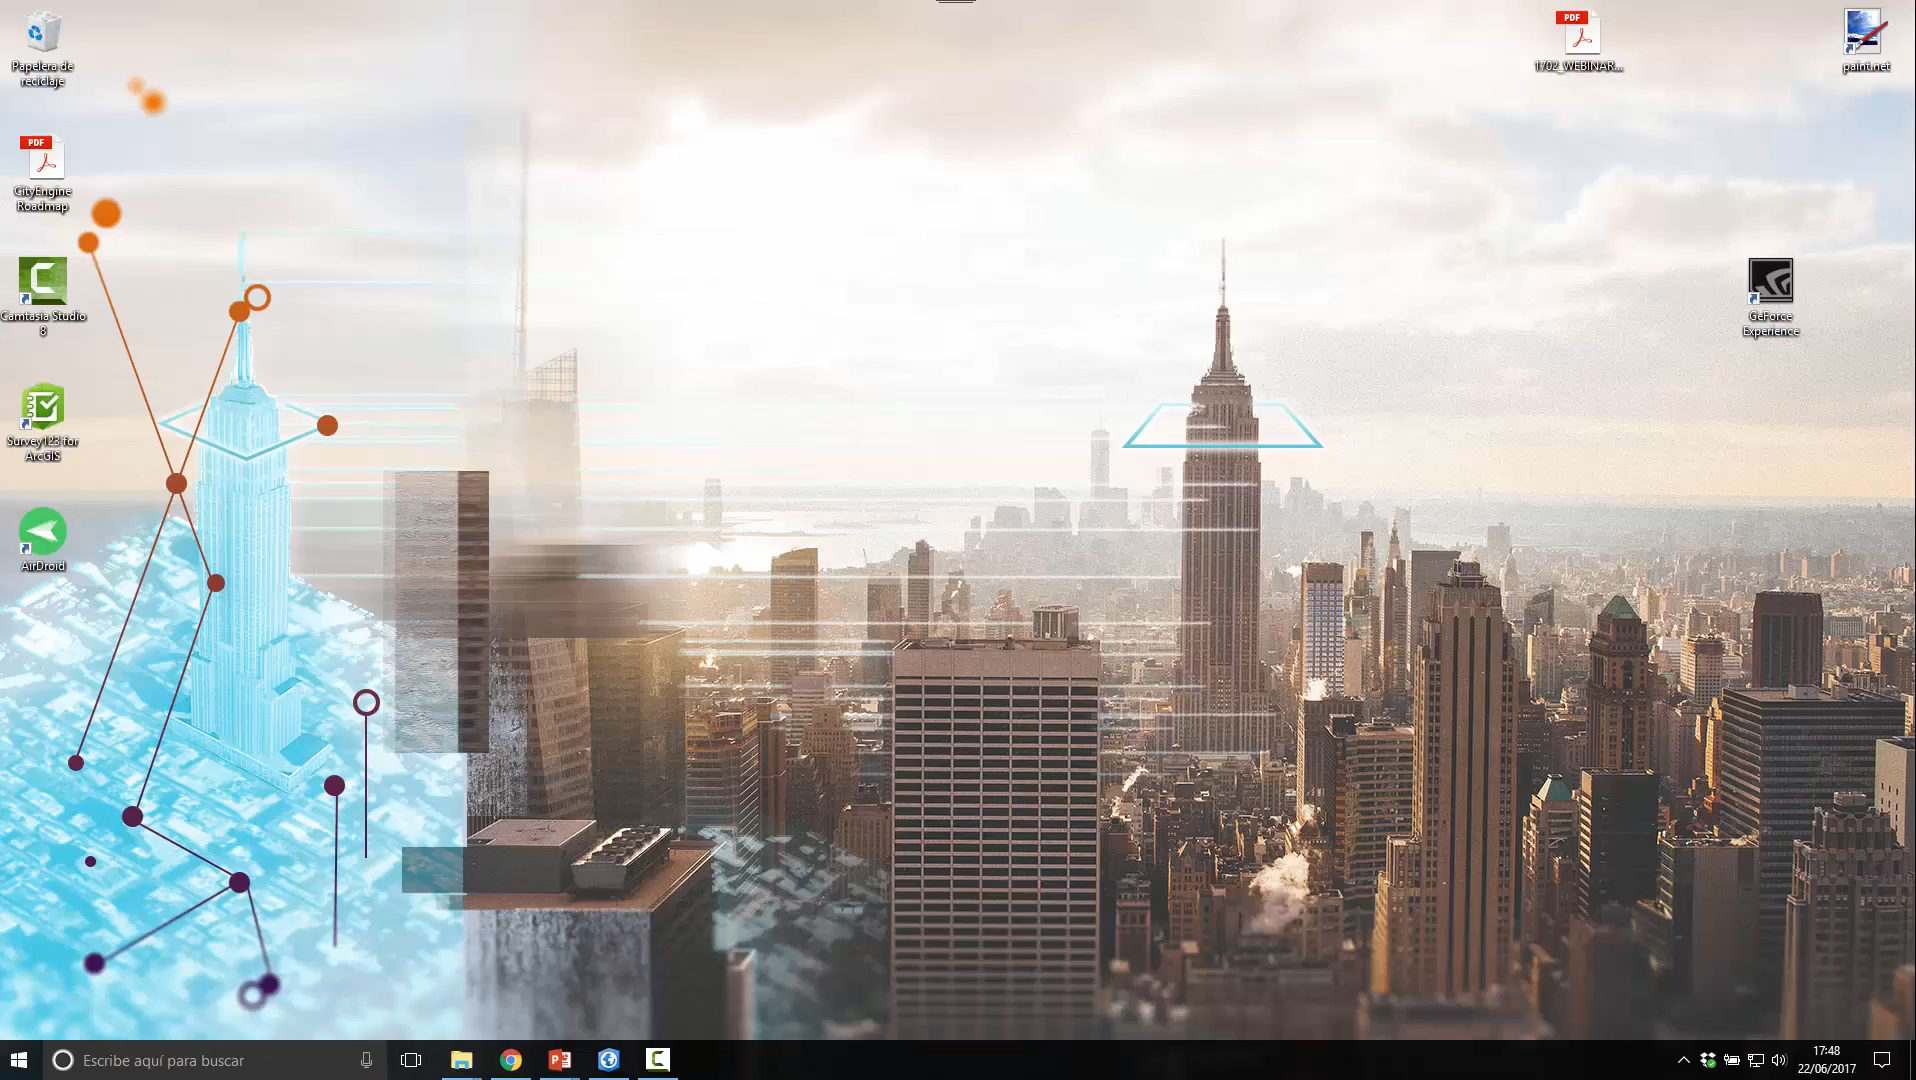 Papelera de
reciclaje
PDF
CityEngine
Roadmap
Camtasia Studio
8
Survey123 for
ArcGIS
AirDroid
PDF
1702_WEBINAR...
paint.net
GeForce
Experience
Escribe aquí para buscar
17:48
22/06/2017